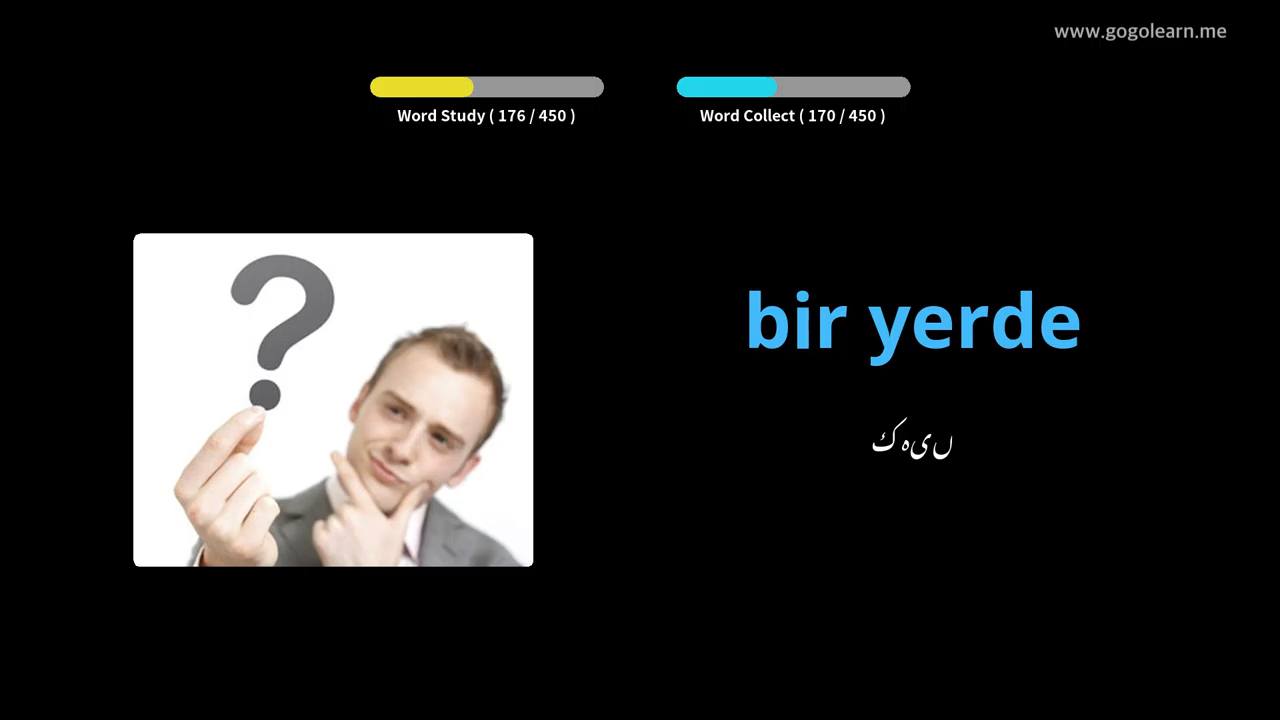 www.gogolearn.me
Word Study ( 176 / 450 )
Word Collect ( 170 / 450 )
bir yerde
کہیں